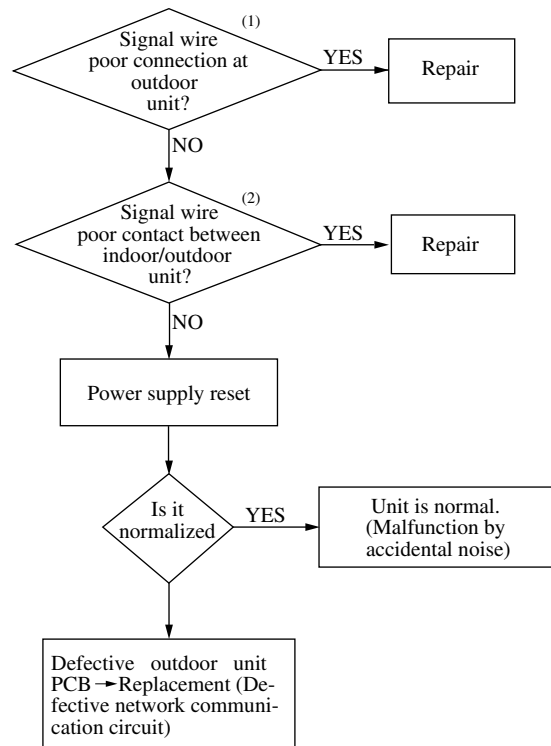 (1)
Signal wire
poor connection at
outdoor
unit?
YES
Repair
NO
(2)
Signal wire
poor contact between
indoor/outdoor
unit?
YES
Repair
NO
Power supply reset
Is it
normalized
YES
Unit is normal.
(Malfunction by
accidental noise)
Defective outdoor unit
PCB → Replacement (De-
fective network communi-
cation circuit)